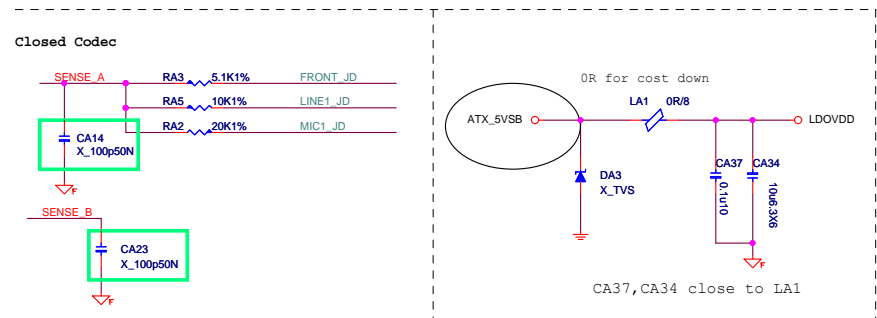 Closed Codec
SENSE_A
RA3 5.1K1% FRONT_JD
RA5 10K1% LINE1_JD
RA2 20K1% MIC1_JD
CA14
X_100p50N
F
SENSE_B
CA23
X_100p50N
F
0R for cost down
LA1 0R/8
ATX_5VSB
LDOVDD
DA3
X_TVS
CA37
0.1u10
CA34
10u6.3X6
F
CA37,CA34 close to LA1